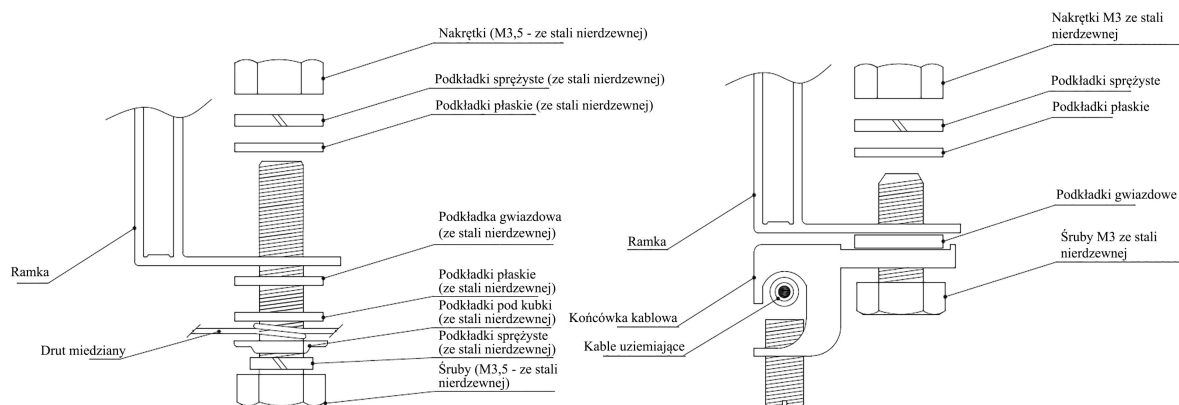 Nakrętki (M3,5 - ze stali nierdzewnej)
Podkładki sprężyste (ze stali nierdzewnej)
Podkładki płaskie (ze stali nierdzewnej)
Podkładka gwiazdowa
(ze stali nierdzewnej)
Ramka
Podkładki płaskie
(ze stali nierdzewnej)
Podkładki pod kubki
(ze stali nierdzewnej)
Drut miedziany
Podkładki sprężyste
(ze stali nierdzewnej)
Śruby (M3,5 - ze stali
nierdzewnej)
Nakrętki M3 ze stali
nierdzewnej
Podkładki sprężyste
Podkładki płaskie
Podkładki gwiazdowe
Ramka
Śruby M3 ze stali
nierdzewnej
Końcówka kablowa
Kable uziemiające